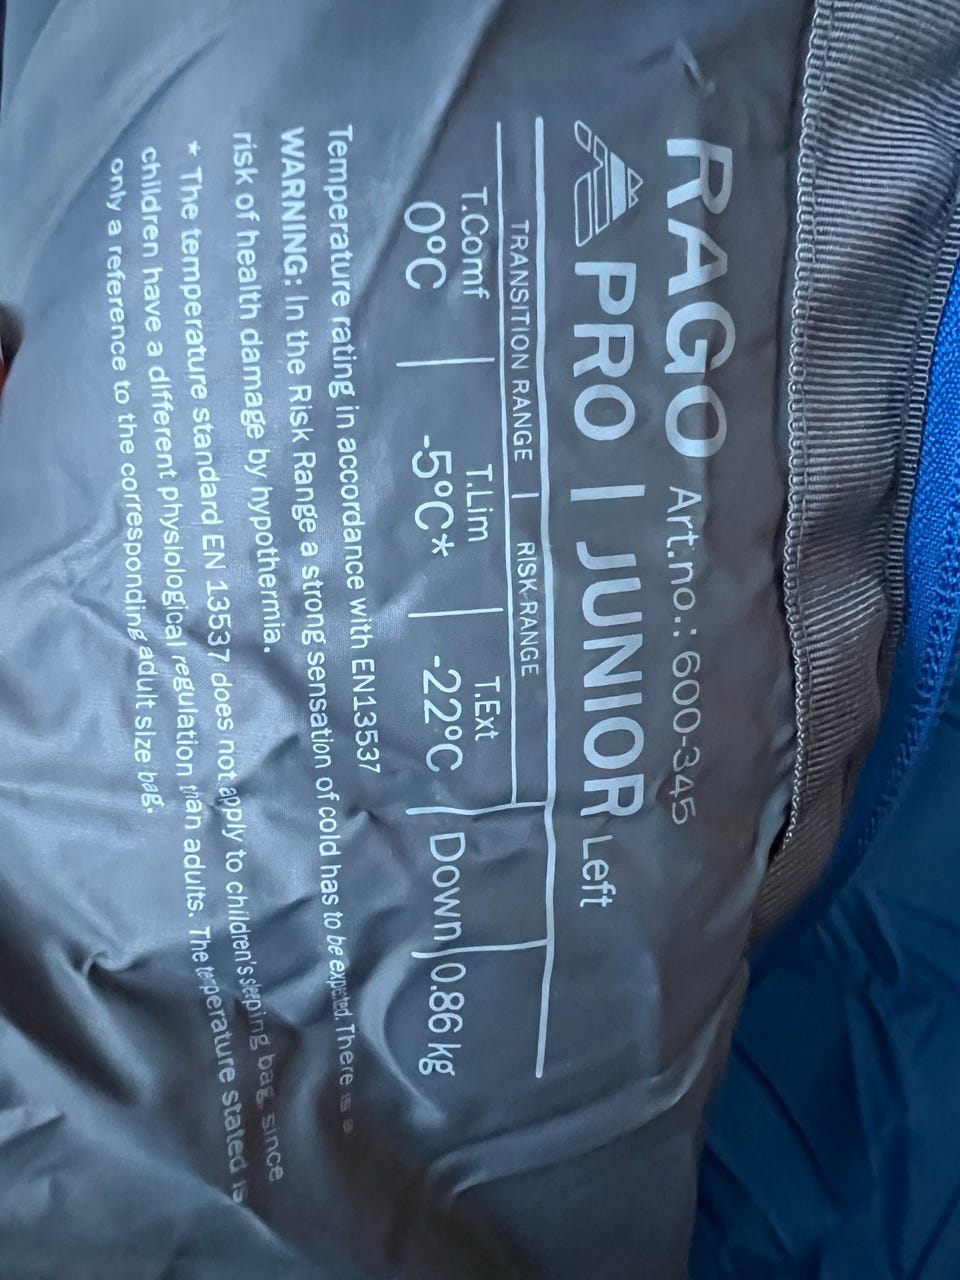 RAGO Art.no.: 600-345
PRO | JUNIOR Left
TRANSITION RANGE | RISK RANGE
T.Comf T.Lim T.Ext
0°C | -5°C* | -22°C | Down | 0.86 kg
Temperature rating in accordance with EN13537
WARNING: In the Risk Range a strong sensation of cold has to be expected. There is a
risk of health damage by hypothermia.
* The temperature standard EN 13537 does not apply to children's sleeping bag, since
children have a different physiological regulation than adults. The temperature stated is
only a reference to the corresponding adult size bag.